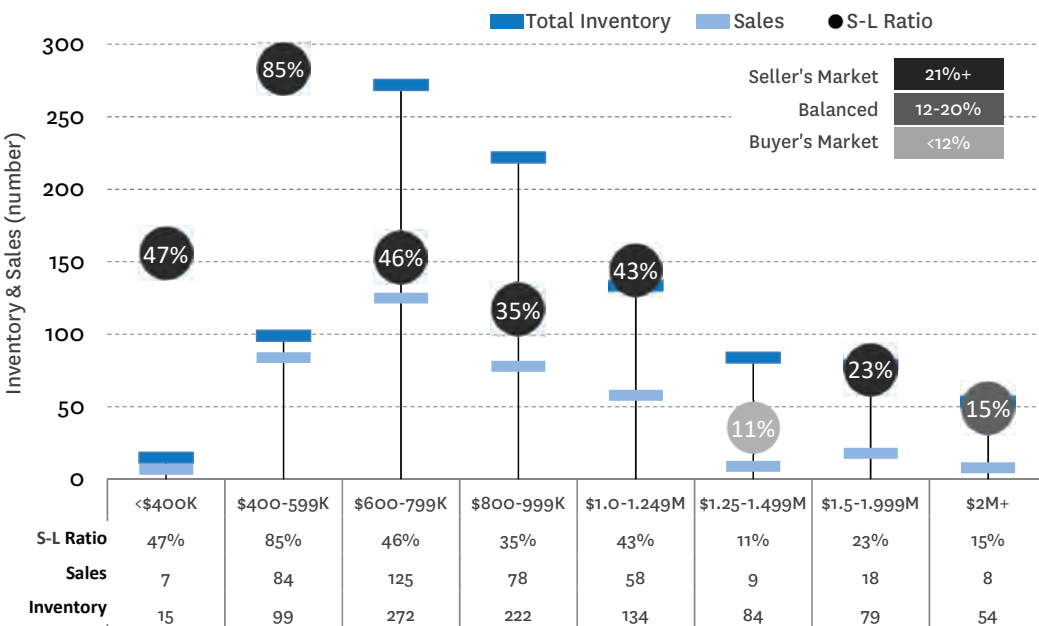 Total Inventory Sales S-L Ratio
300
250
200
150
100
50
0
Inventory & Sales (number)
Seller's Market 21%+
Balanced 12-20%
Buyer's Market <12%
47%
85%
46%
35%
43%
11%
23%
15%
<$400K $400-599K $600-799K $800-999K $1.0-1.249M $1.25-1.499M $1.5-1.999M $2M+
S-L Ratio 47% 85% 46% 35% 43% 11% 23% 15%
Sales 7 84 125 78 58 9 18 8
Inventory 15 99 272 222 134 84 79 54